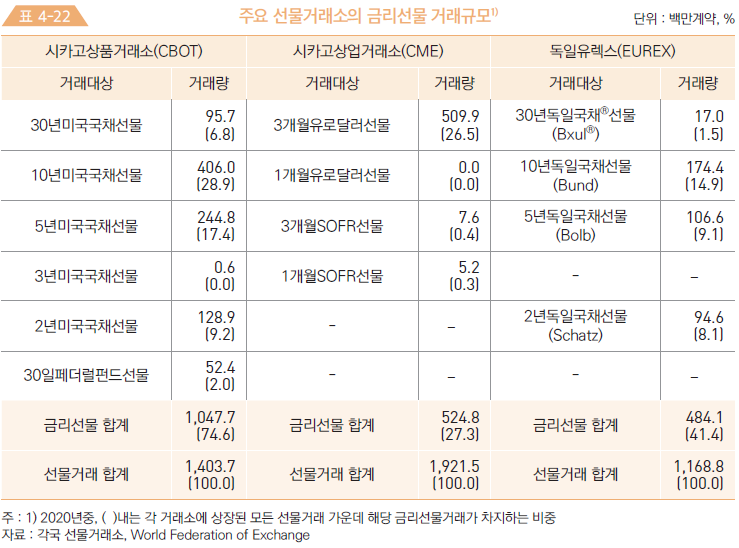 표 4-22
주요 선물거래소의 금리선물 거래규모1)
단위 : 백만계약, %
시카고상품거래소(CBOT) 시카고상업거래소(CME) 독일유렉스(EUREX)
거래대상 거래량 거래대상 거래량 거래대상 거래량
30년미국국채선물 95.7 (6.8) 3개월유로달러선물 509.9 (26.5) 30년독일국채®선물 (Bxul®) 17.0 (1.5)
10년미국국채선물 406.0 (28.9) 1개월유로달러선물 0.0 (0.0) 10년독일국채선물 (Bund) 174.4 (14.9)
5년미국국채선물 244.8 (17.4) 3개월SOFR선물 7.6 (0.4) 5년독일국채선물 (Bolb) 106.6 (9.1)
3년미국국채선물 0.6 (0.0) 1개월SOFR선물 5.2 (0.3) – –
2년미국국채선물 128.9 (9.2) – – 2년독일국채선물 (Schatz) 94.6 (8.1)
30일페더럴펀드선물 52.4 (2.0) – – – –
금리선물 합계 1,047.7 (74.6) 금리선물 합계 524.8 (27.3) 금리선물 합계 484.1 (41.4)
선물거래 합계 1,403.7 (100.0) 선물거래 합계 1,921.5 (100.0) 선물거래 합계 1,168.8 (100.0)
주 : 1) 2020년중, ( )내는 각 거래소에 상장된 모든 선물거래 가운데 해당 금리선물거래가 차지하는 비중
자료 : 각국 선물거래소, World Federation of Exchange